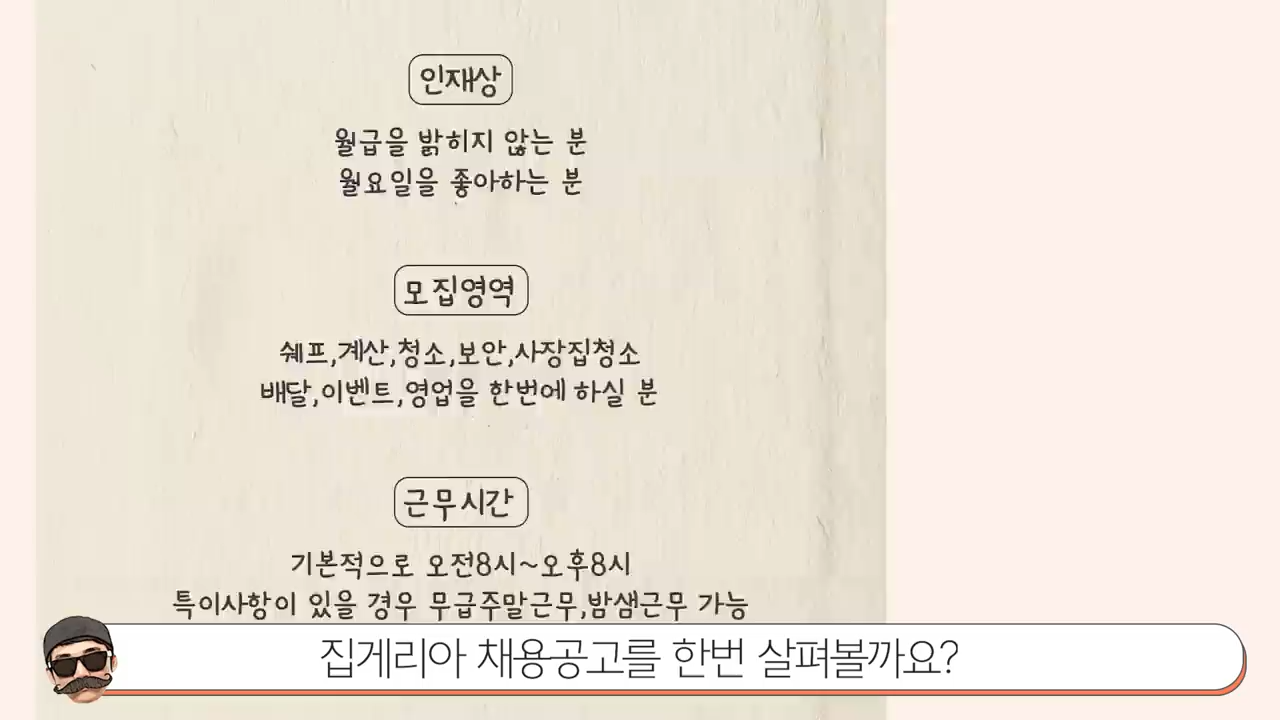 인재상
월급을 밝히지 않는 분
월요일을 좋아하는 분
모집영역
쉐프,계산,청소,보안,사장집청소
배달,이벤트,영업을 한번에 하실 분
근무시간
기본적으로 오전8시~오후8시
특이사항이 있을 경우 무급주말근무,밤샘근무 가능
집게리아 채용공고를 한번 살펴볼까요?